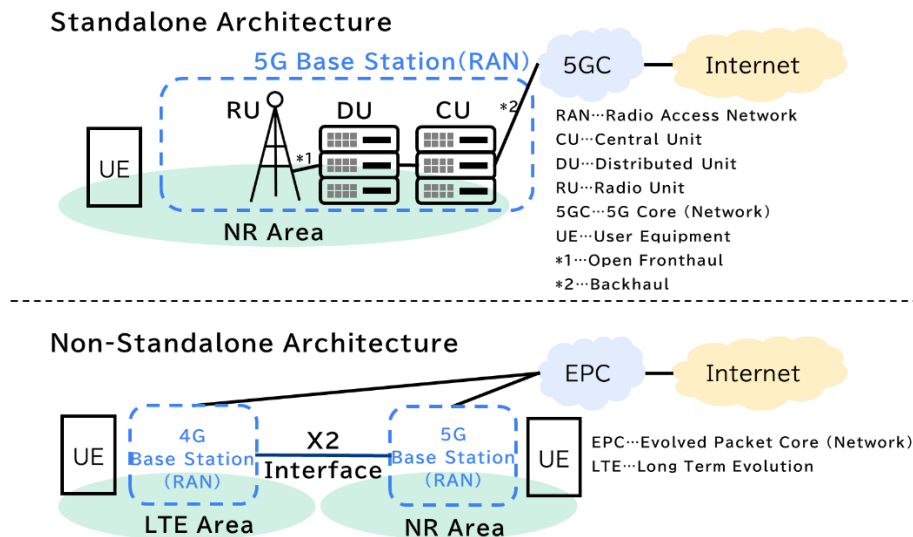 Standalone Architecture
5G Base Station(RAN)
RU
DU
CU
*2
5GC
Internet
*1
UE
NR Area
RAN…Radio Access Network
CU…Central Unit
DU…Distributed Unit
RU…Radio Unit
5GC…5G Core (Network)
UE…User Equipment
*1…Open Fronthaul
*2…Backhaul
Non-Standalone Architecture
EPC
Internet
UE
4G
Base Station
(RAN)
X2
Interface
5G
Base Station
(RAN)
UE
LTE Area
NR Area
EPC…Evolved Packet Core (Network)
LTE…Long Term Evolution